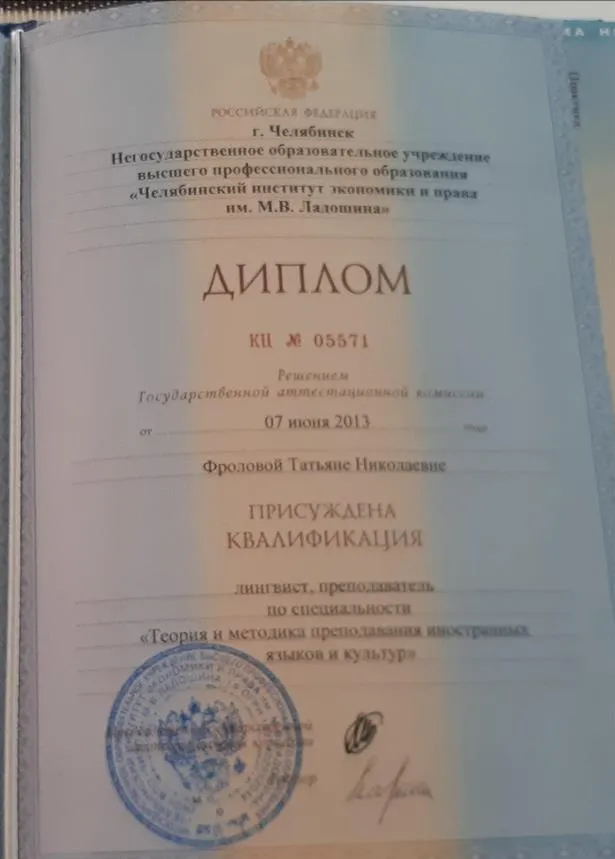 РОССИЙСКАЯ ФЕДЕРАЦИЯ
г. Челябинск
Негосударственное образовательное учреждение
высшего профессионального образования
«Челябинский институт экономики и права
им. М.В. Ладошина»
ДИПЛОМ
КЦ № 05571
Решением
Государственной аттестационной комиссии
от 07 июня 2013 года
Фроловой Татьяне Николаевне
ПРИСУЖДЕНА
КВАЛИФИКАЦИЯ
лингвист, преподаватель
по специальности
«Теория и методика преподавания иностранных
языков и культур»